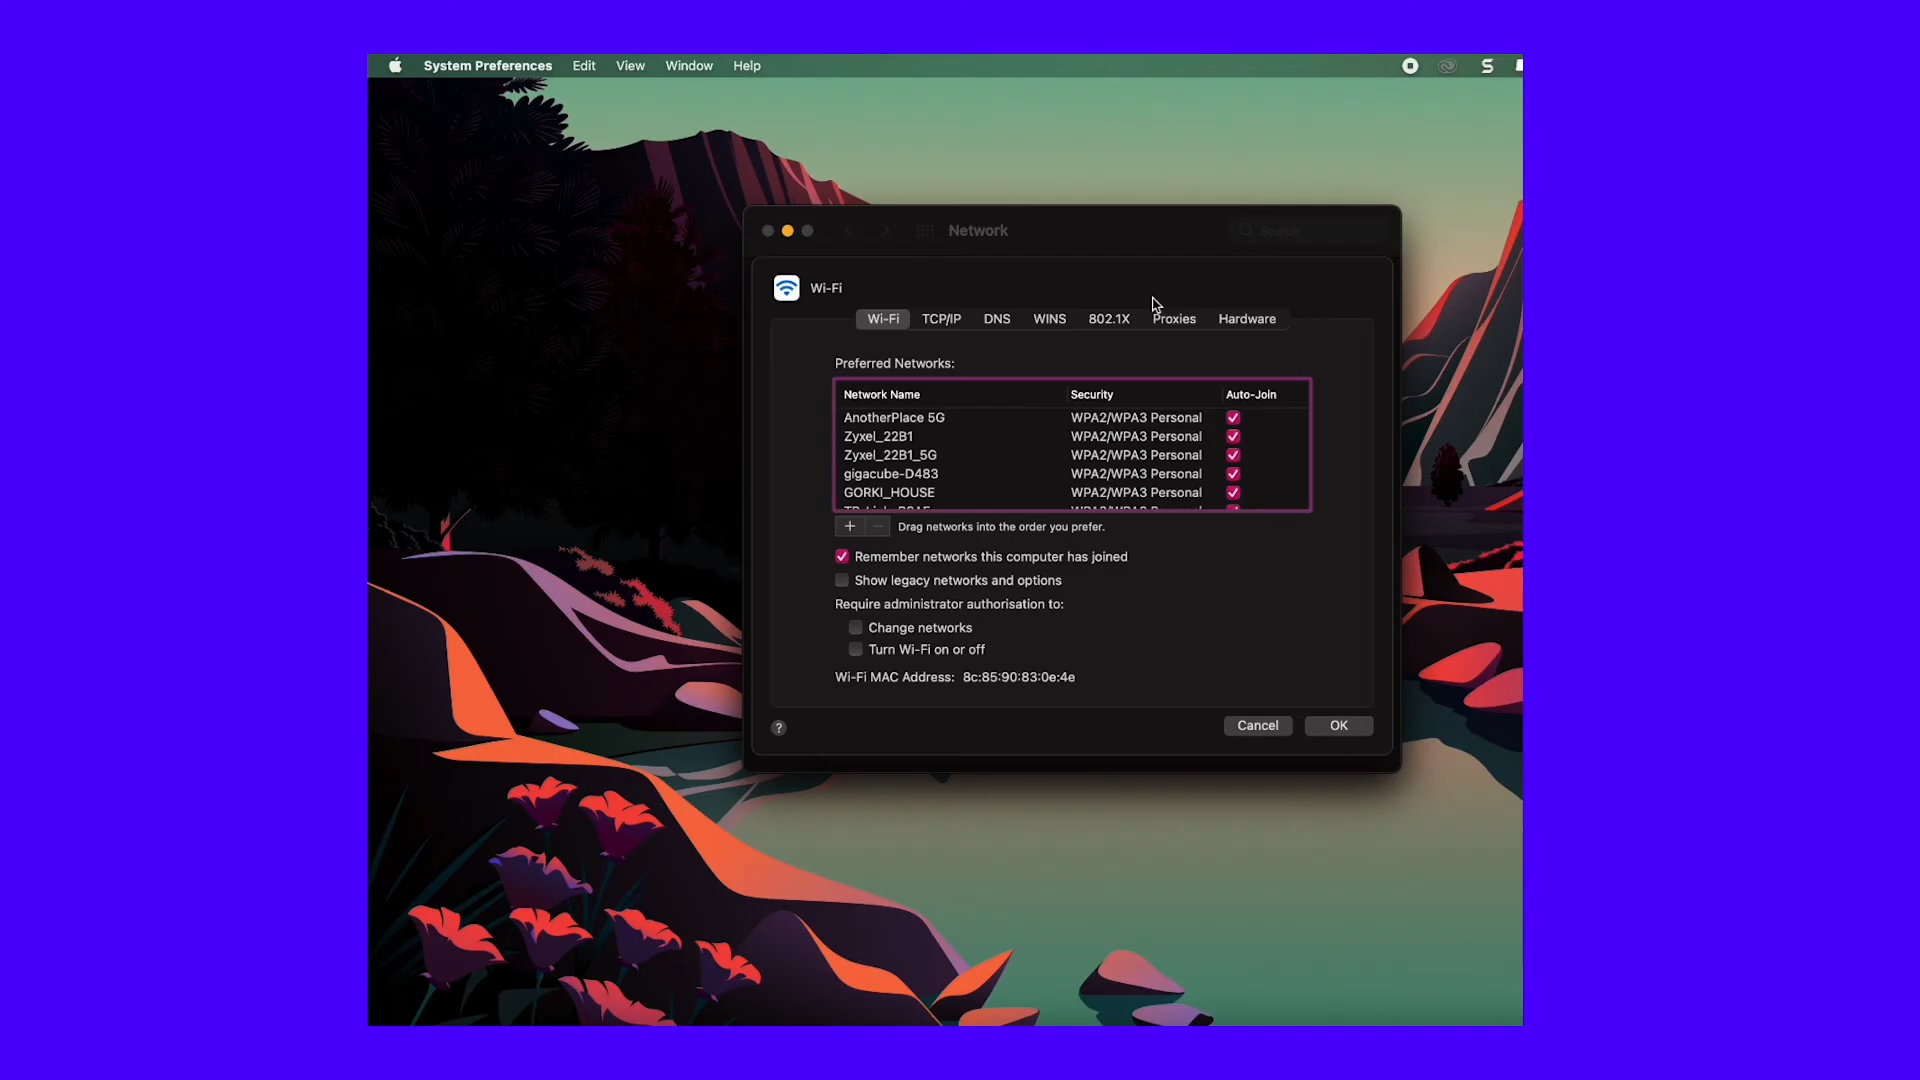 System Preferences Edit View Window Help S
Network Search
Wi-Fi
Wi-Fi TCP/IP DNS WINS 802.1X Proxies Hardware
Preferred Networks:
Network Name Security Auto-Join
AnotherPlace 5G WPA2/WPA3 Personal
Zyxel_22B1 WPA2/WPA3 Personal
Zyxel_22B1_5G WPA2/WPA3 Personal
gigacube-D483 WPA2/WPA3 Personal
GORKI_HOUSE WPA2/WPA3 Personal
+ − Drag networks into the order you prefer.
Remember networks this computer has joined
Show legacy networks and options
Require administrator authorisation to:
Change networks
Turn Wi-Fi on or off
Wi-Fi MAC Address: 8c:85:90:83:0e:4e
? Cancel OK